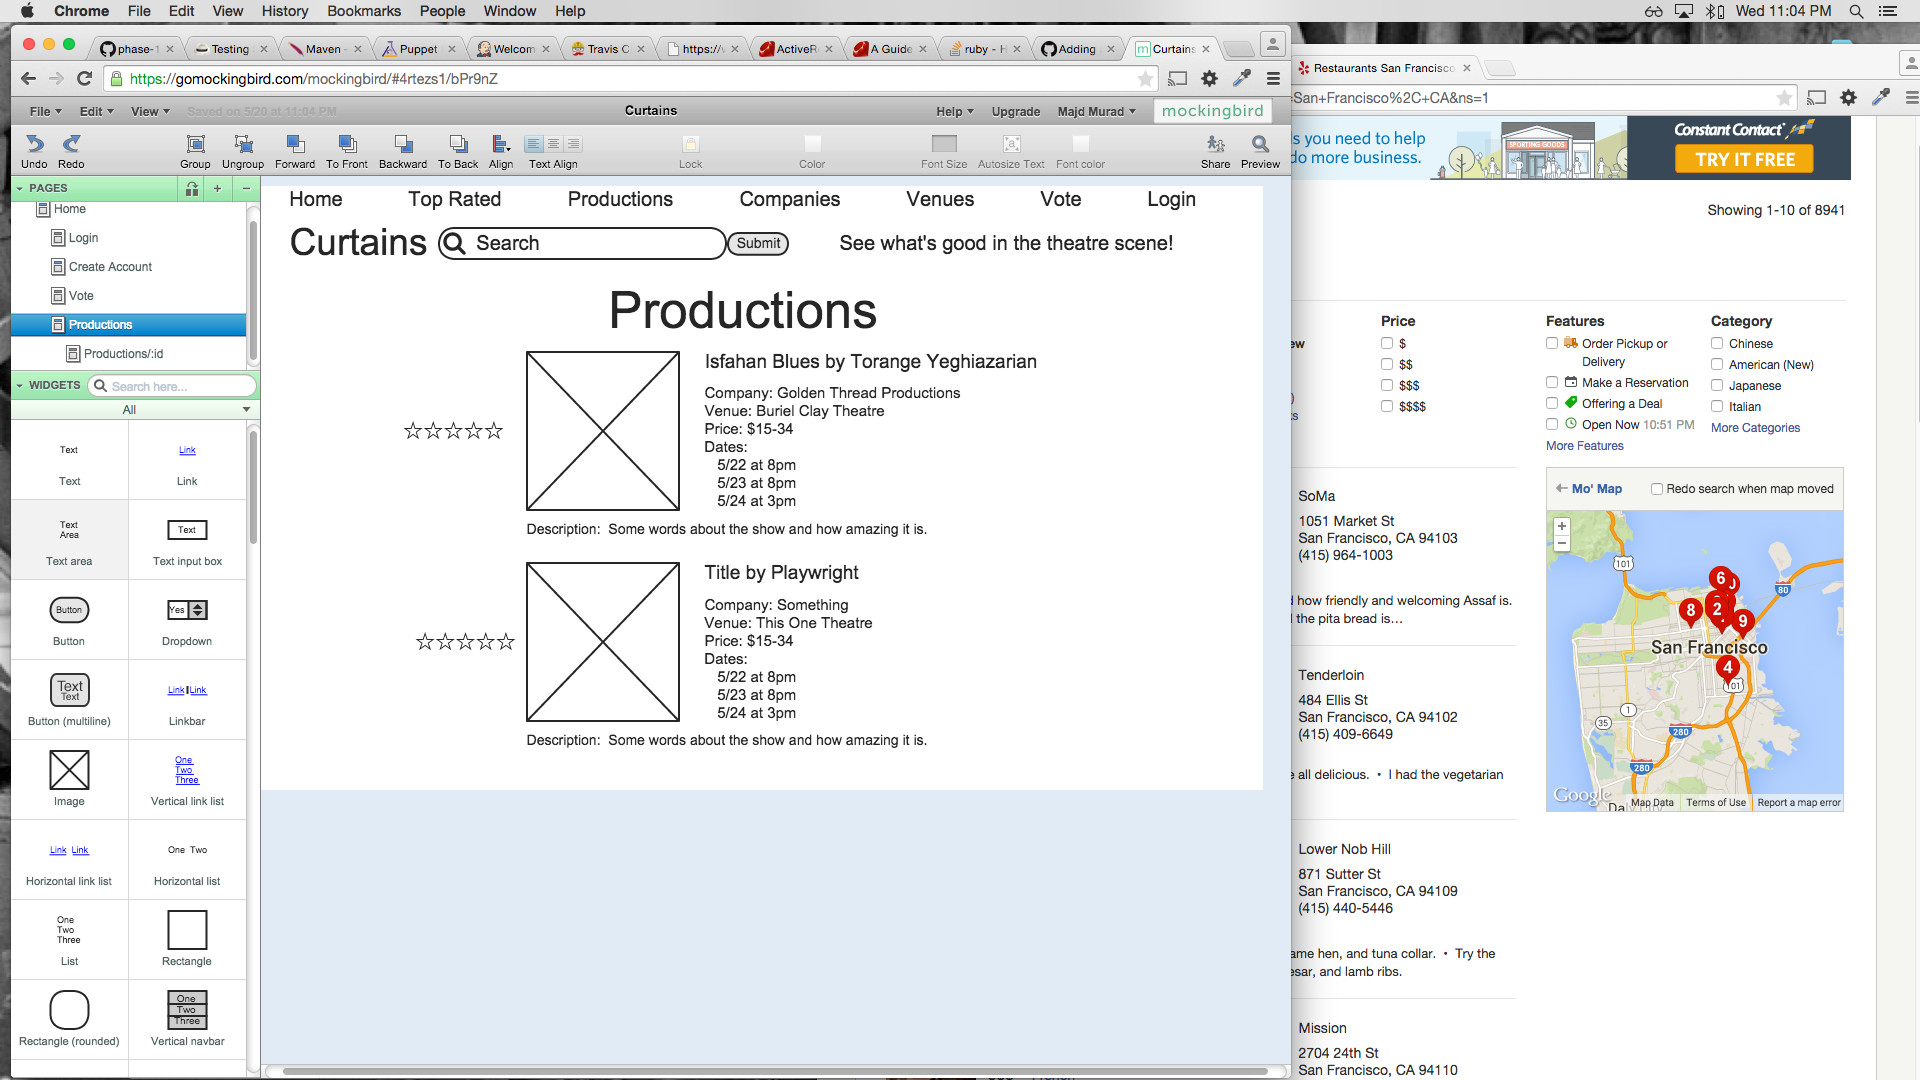 Chrome File Edit View History Bookmarks People Window Help
Wed 11:04 PM
phase-1 Testing Maven - Puppet Welcom Travis C https://v ActiveR A Guide ruby - H Adding Curtains
https://gomockingbird.com/mockingbird/#4rtezs1/bPr9nZ
File Edit View Saved on 5/20 at 11:04 PM
Curtains
Help Upgrade Majd Murad mockingbird
Undo Redo Group Ungroup Forward To Front Backward To Back Align Text Align Lock Color Font Size Autosize Text Font color Share Preview
PAGES
Home
Login
Create Account
Vote
Productions
Productions/:id
WIDGETS Search here...
All
Text Link
Text Link
Text
Area
Text
Text area Text input box
Button Yes
Button Dropdown
Text
Text
Link Link
Button (multiline) Linkbar
One
Two
Three
Image Vertical link list
Link Link One Two
Horizontal link list Horizontal list
One
Two
Three
List Rectangle
One
Two
Three
Rectangle (rounded) Vertical navbar
Home Top Rated Productions Companies Venues Vote Login
Curtains Search Submit See what's good in the theatre scene!
Productions
Isfahan Blues by Torange Yeghiazarian
Company: Golden Thread Productions
Venue: Buriel Clay Theatre
Price: $15-34
Dates:
5/22 at 8pm
5/23 at 8pm
5/24 at 3pm
Description: Some words about the show and how amazing it is.
Title by Playwright
Company: Something
Venue: This One Theatre
Price: $15-34
Dates:
5/22 at 8pm
5/23 at 8pm
5/24 at 3pm
Description: Some words about the show and how amazing it is.
Restaurants San Francisco
=San+Francisco%2C+CA&ns=1
s you need to help
do more business.
SPORTING GOODS
Constant Contact
TRY IT FREE
Showing 1-10 of 8941
Price
$
$$
$$$
$$$$
Features
Order Pickup or
Delivery
Make a Reservation
Offering a Deal
Open Now 10:51 PM
More Features
Category
Chinese
American (New)
Japanese
Italian
More Categories
Mo' Map Redo search when map moved
+
−
101
80
6
8 2 9
San Francisco
4
101
1
35
280
280
Google Map Data Terms of Use Report a map error
SoMa
1051 Market St
San Francisco, CA 94103
(415) 964-1003
how friendly and welcoming Assaf is.
the pita bread is…
Tenderloin
484 Ellis St
San Francisco, CA 94102
(415) 409-6649
all delicious. • I had the vegetarian
Lower Nob Hill
871 Sutter St
San Francisco, CA 94109
(415) 440-5446
ame hen, and tuna collar. • Try the
esar, and lamb ribs.
Mission
2704 24th St
San Francisco, CA 94110